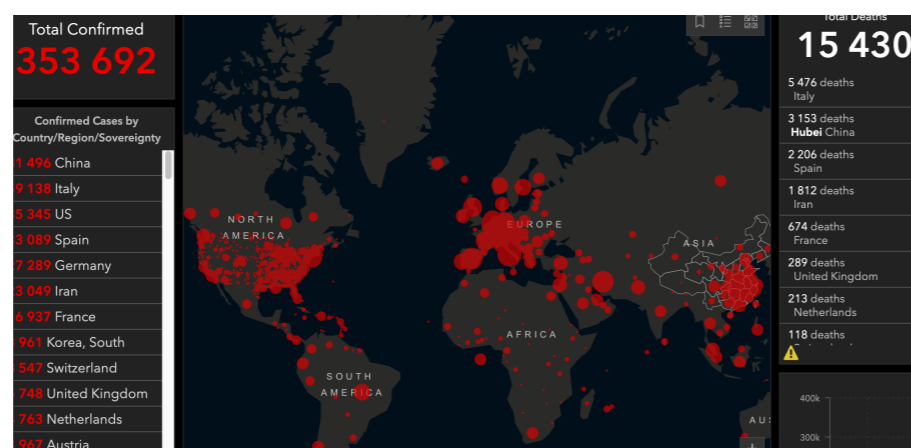 Total Confirmed
353 692
Confirmed Cases by
Country/Region/Sovereignty
1 496 China
9 138 Italy
5 345 US
3 089 Spain
7 289 Germany
3 049 Iran
6 937 France
961 Korea, South
547 Switzerland
748 United Kingdom
763 Netherlands
967 Austria
NORTH
AMERICA
SOUTH
AMERICA
EUROPE
AFRICA
ASIA
AUS
Total Deaths
15 430
5 476 deaths
Italy
3 153 deaths
Hubei China
2 206 deaths
Spain
1 812 deaths
Iran
674 deaths
France
289 deaths
United Kingdom
213 deaths
Netherlands
118 deaths
400k
300k